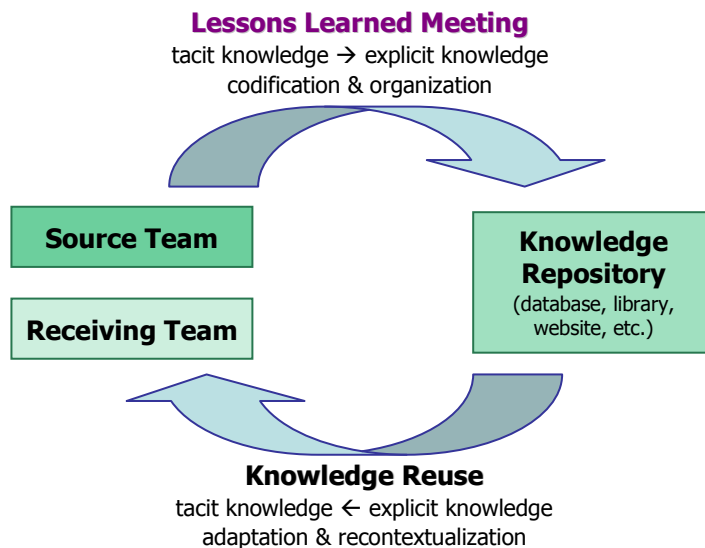 Lessons Learned Meeting
tacit knowledge → explicit knowledge
codification & organization
Source Team
Receiving Team
Knowledge
Repository
(database, library,
website, etc.)
Knowledge Reuse
tacit knowledge ← explicit knowledge
adaptation & recontextualization